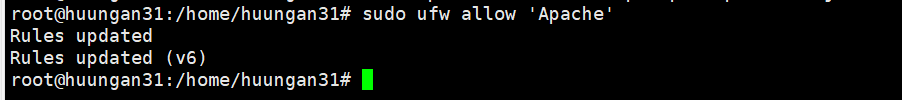 root@huungan31:/home/huungan31# sudo ufw allow 'Apache'
Rules updated
Rules updated (v6)
root@huungan31:/home/huungan31#